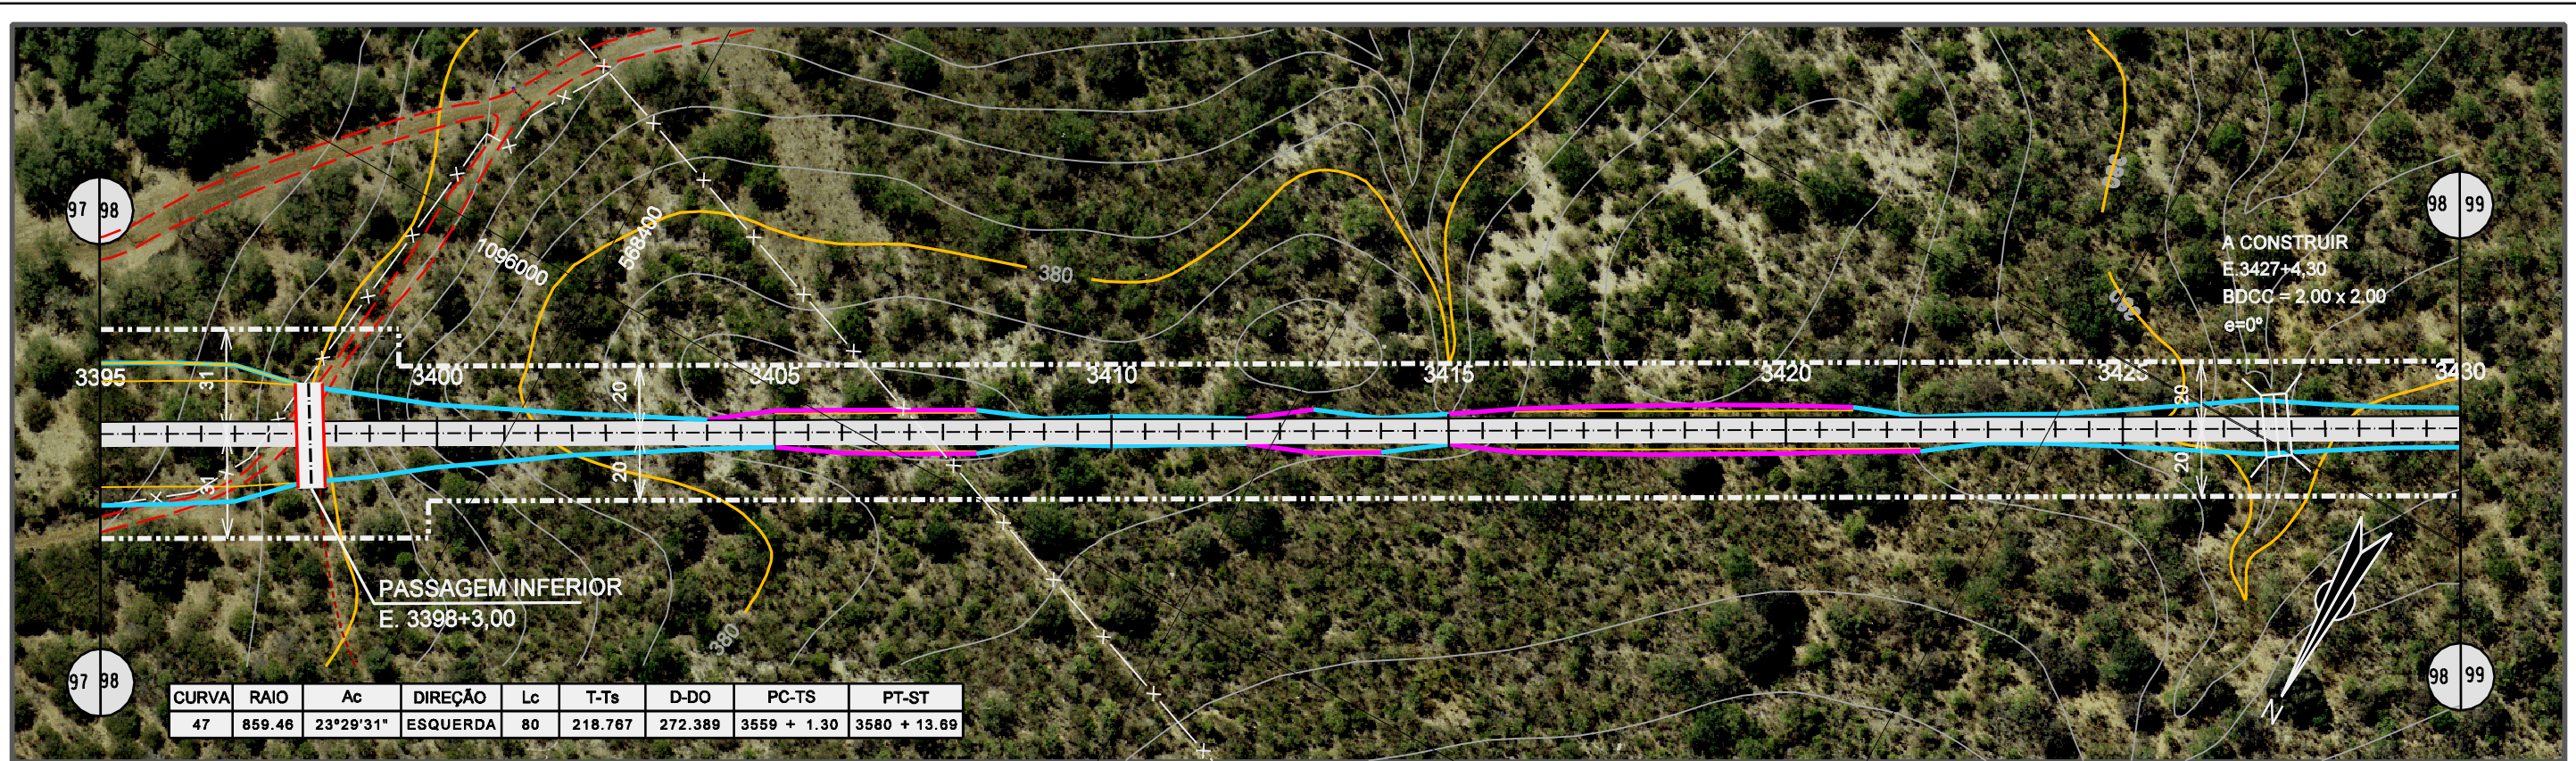 97 98
98 99
1096000
568400
380
380
380
A CONSTRUIR
E.3427+4,30
BDCC = 2.00 x 2.00
e=0°
3395
3400
3405
3410
3415
3420
3425
3430
31
20
20
31
20
20
PASSAGEM INFERIOR
E. 3398+3,00
380
97 98
98 99
N
CURVA RAIO Ac DIREÇÃO Lc T-Ts D-DO PC-TS PT-ST
47 859.46 23°29'31" ESQUERDA 80 218.767 272.389 3559 + 1.30 3580 + 13.69